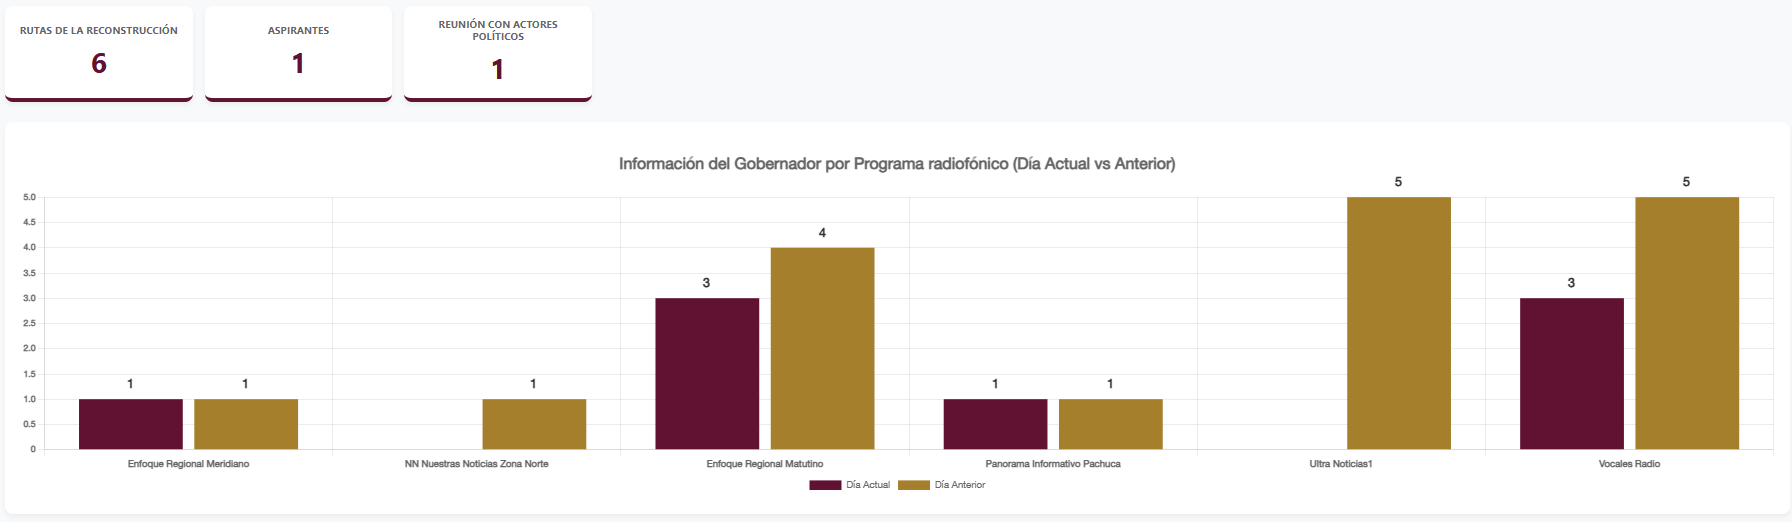 RUTAS DE LA RECONSTRUCCIÓN
6
ASPIRANTES
1
REUNIÓN CON ACTORES
POLÍTICOS
1
Información del Gobernador por Programa radiofónico (Día Actual vs Anterior)
5.0
4.5
4.0
3.5
3.0
2.5
2.0
1.5
1.0
0.5
0
1
1
1
3
4
1
1
5
3
5
Enfoque Regional Meridiano
NN Nuestras Noticias Zona Norte
Enfoque Regional Matutino
Panorama Informativo Pachuca
Ultra Noticias1
Vocales Radio
Día Actual
Día Anterior